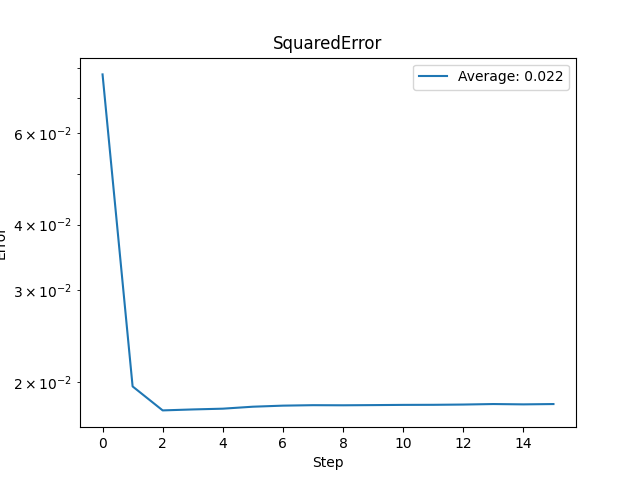 SquaredError
Average: 0.022
6 × 10⁻²
4 × 10⁻²
3 × 10⁻²
2 × 10⁻²
Error
0 2 4 6 8 10 12 14
Step